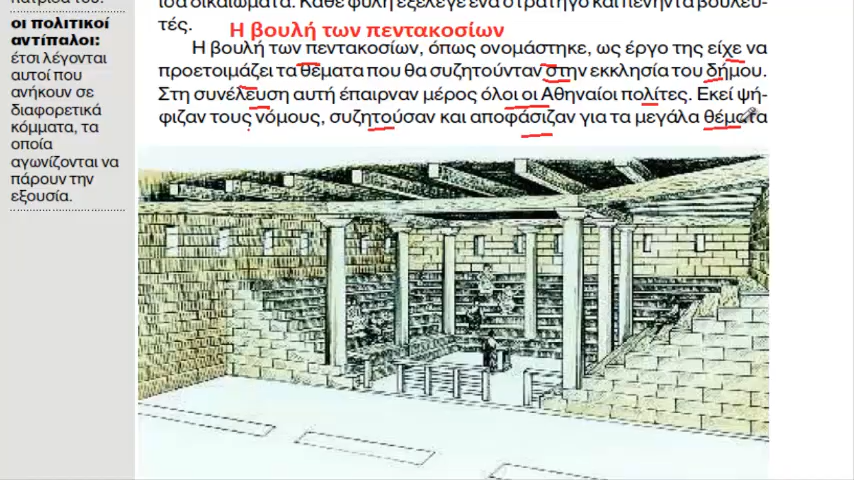 οι πολιτικοί
αντίπαλοι:
έτσι λέγονται
αυτοί που
ανήκουν σε
διαφορετικά
κόμματα, τα
οποία
αγωνίζονται να
πάρουν την
εξουσία.
ίσα δικαιώματα. Κάθε φυλή εξέλεγε ένα στρατηγό και πενήντα βουλευ-
τές.
Η βουλή των πεντακοσίων
Η βουλή των πεντακοσίων, όπως ονομάστηκε, ως έργο της είχε να
προετοιμάζει τα θέματα που θα συζητούνταν στην εκκλησία του δήμου.
Στη συνέλευση αυτή έπαιρναν μέρος όλοι οι Αθηναίοι πολίτες. Εκεί ψή-
φιζαν τους νόμους, συζητούσαν και αποφάσιζαν για τα μεγάλα θέματα